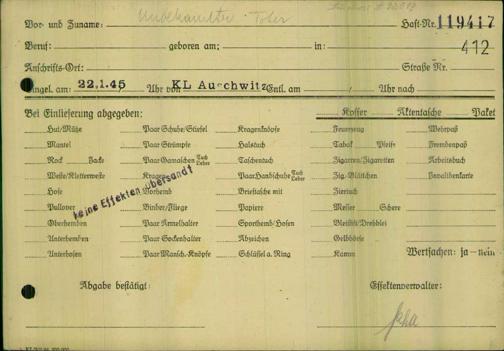 Vor- und Zuname: Unbekannter Toter
Haft-Nr. 119417
Beruf: geboren am: in: 412
Anschrifts-Ort: Straße Nr.
Eingel. am: 22.1.45 Uhr von KL Auschwitz Entl. am Uhr nach
Bei Einlieferung abgegeben: Koffer Aktentasche Paket
Hut/Mütze Paar Schuhe/Stiefel Kragenknöpfe Feuerzeug Wehrpaß
Mantel Paar Strümpfe Halstuch Tabak Pfeife Fremdenpaß
Rock Jacke Paar Gamaschen Tuch Leder Taschentuch Zigarren/Zigaretten Arbeitsbuch
Weste/Kletterweste Kragen Paar Handschuhe Tuch Leder Zig.-Blättchen Invalidenkarte
Hose Vorhemd Brieftasche mit Ziertuch
Pullover Binder/Fliege Papiere Messer Schere
Oberhemden Paar Ärmelhalter Sporthemd/Hosen Bleistift/Drehblei
Unterhemden Paar Sockenhalter Abzeichen Geldbörse
Unterhosen Paar Mansch.-Knöpfe Schlüssel a. Ring Kamm Wertsachen: ja - nein
keine Effekten übersandt
Abgabe bestätigt: Effektenverwalter: